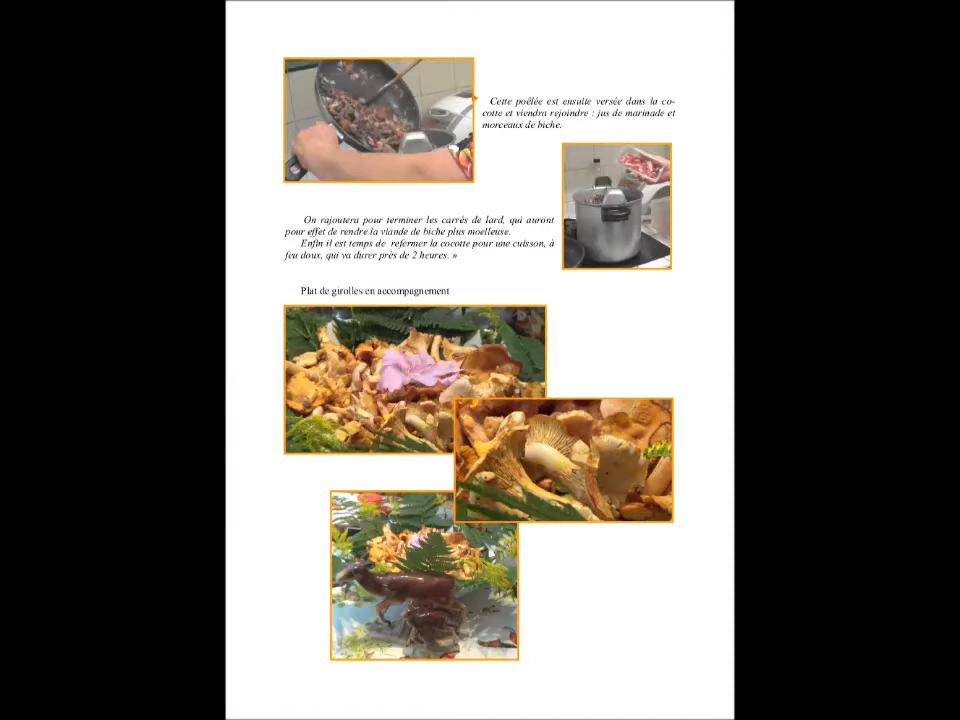 Cette poêlée est ensuite versée dans la co-
cotte et viendra rejoindre : jus de marinade et
morceaux de biche.
On rajoutera pour terminer les carrés de lard, qui auront
pour effet de rendre la viande de biche plus moelleuse.
Enfin il est temps de refermer la cocotte pour une cuisson, à
feu doux, qui va durer près de 2 heures. »
Plat de girolles en accompagnement